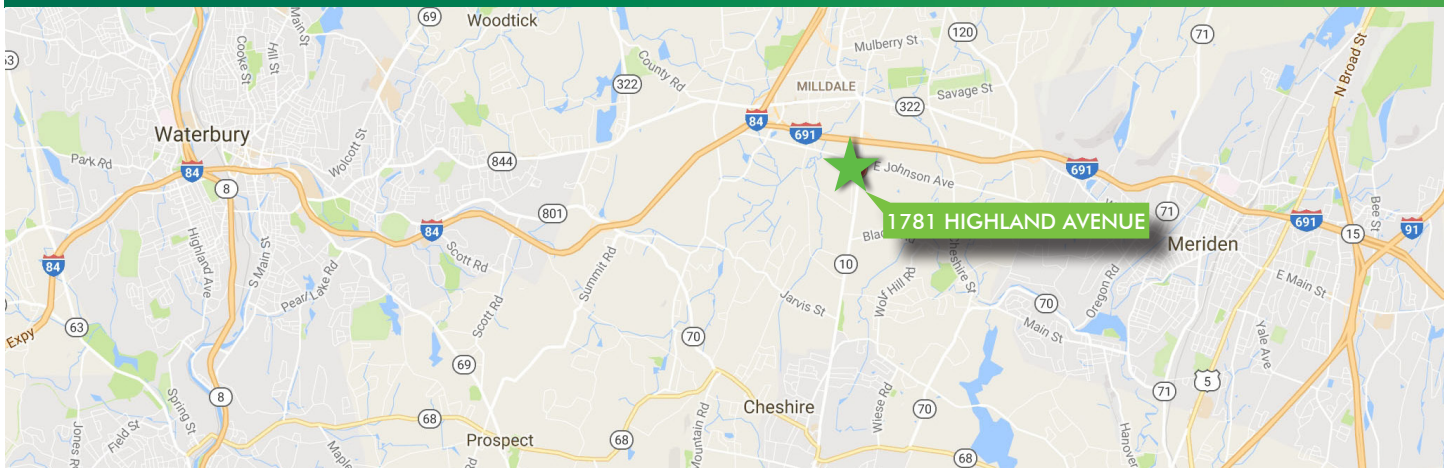 69
Woodtick
Cooke St
Hill St
Main St
63
Mulberry St
120
71
N Broad St
County Rd
322
MILLDALE
322
Savage St
84
691
Waterbury
Wolcott St
Park Rd
84
8
844
E Johnson Ave
691
1781 HIGHLAND AVENUE
71
801
84
Highland Ave
S Main St
Scott Rd
Summit Rd
10
Cheshire St
Meriden
691
15
Bee St
91
84
Pearl Lake Rd
Scott Rd
Jarvis St
Wolf Hill Rd
70
Oregon Rd
E Main St
Expy
63
70
Main St
Yale Ave
69
8
Spring St
68
Cheshire
Wiese Rd
70
71
5
Jones R
Field St
Prospect
68
Mountain Rd
68
Hanover